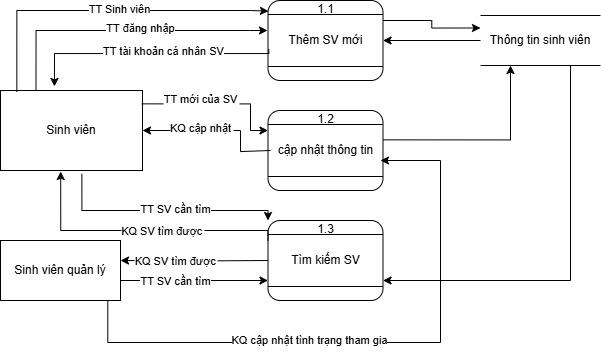 TT Sinh viên
1.1
TT đăng nhập
Thêm SV mới
Thông tin sinh viên
TT tài khoản cá nhân SV
TT mới của SV
1.2
Sinh viên
KQ cập nhật
cập nhật thông tin
TT SV cần tìm
1.3
KQ SV tìm được
Tìm kiếm SV
KQ SV tìm được
Sinh viên quản lý
TT SV cần tìm
KQ cập nhật tình trạng tham gia